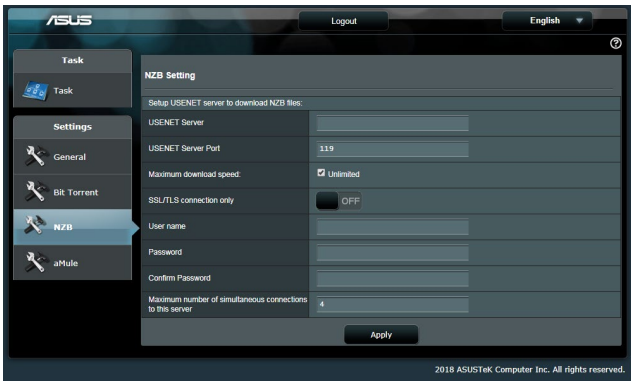 ASUS
Logout
English
Task
Task
Settings
General
Bit Torrent
NZB
aMule
NZB Setting
Setup USENET server to download NZB files:
USENET Server
USENET Server Port 119
Maximum download speed: Unlimited
SSL/TLS connection only OFF
User name
Password
Confirm Password
Maximum number of simultaneous connections
to this server 4
Apply
2018 ASUSTeK Computer Inc. All rights reserved.